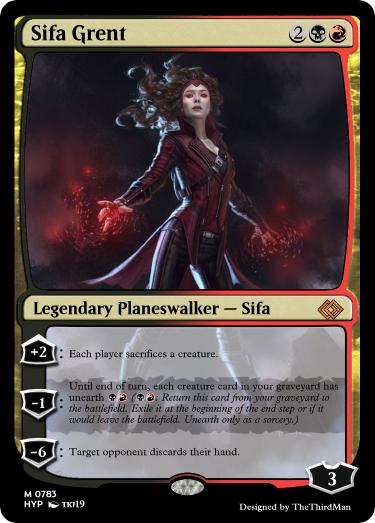 Sifa Grent 2
Legendary Planeswalker — Sifa
+2: Each player sacrifices a creature.
-1: Until end of turn, each creature card in your graveyard has
unearth (: Return this card from your graveyard to
the battlefield. Exile it at the beginning of the end step or if it
would leave the battlefield. Unearth only as a sorcery.)
-6: Target opponent discards their hand.
3
M 0783
HYP TKJ19
Designed by TheThirdMan